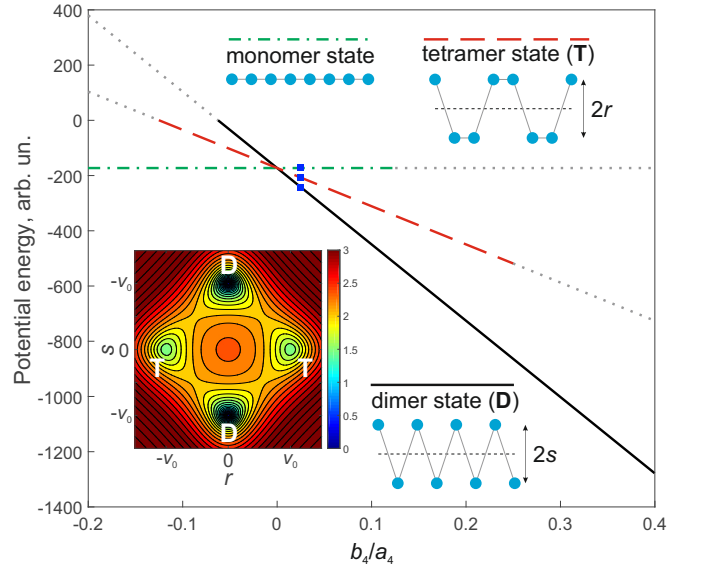 400
200
0
-200
-400
-600
-800
-1000
-1200
-1400
Potential energy, arb. un.
monomer state
tetramer state (T)
2r
D
T
T
D
-v₀
s 0
-v₀
-v₀
0
v₀
r
3
2.5
2
1.5
1
0.5
0
dimer state (D)
2s
-0.2
-0.1
0
0.1
0.2
0.3
0.4
b₄/a₄